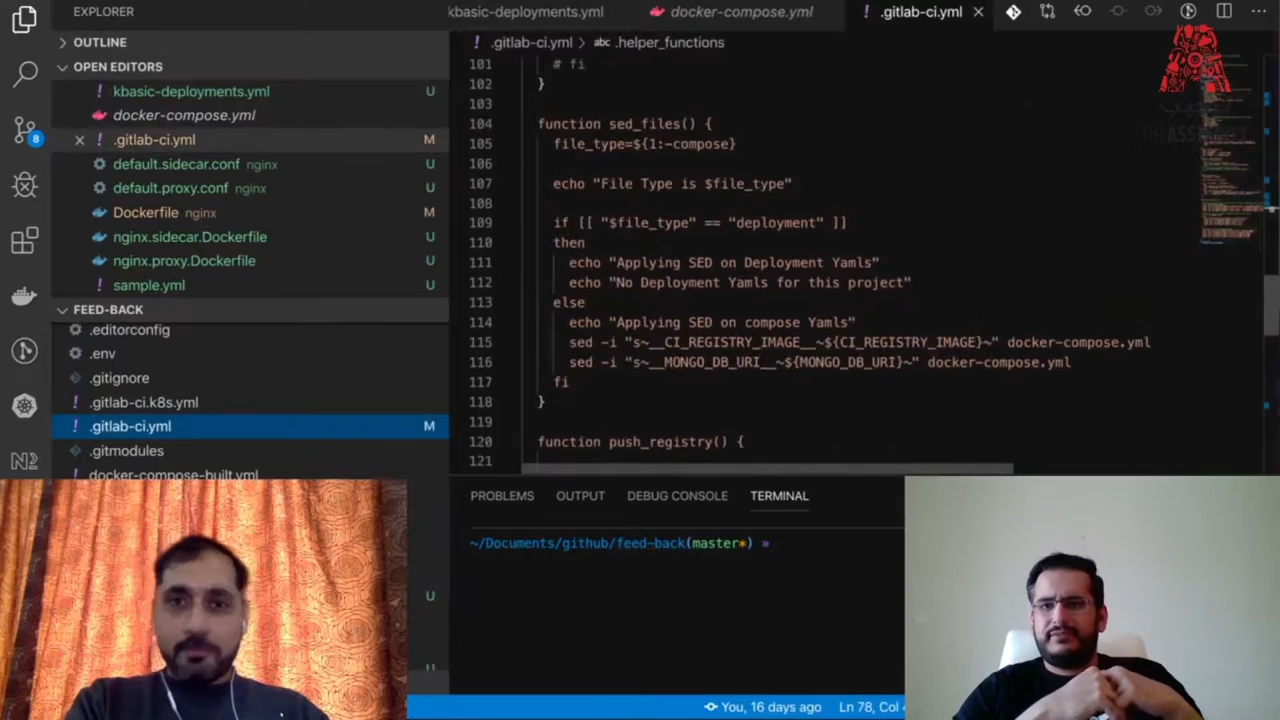 EXPLORER
kbasic-deployments.yml
docker-compose.yml
.gitlab-ci.yml
OUTLINE
.gitlab-ci.yml > abc .helper_functions
OPEN EDITORS
kbasic-deployments.yml U
docker-compose.yml
.gitlab-ci.yml M
default.sidecar.conf nginx U
default.proxy.conf nginx U
Dockerfile nginx M
nginx.sidecar.Dockerfile U
nginx.proxy.Dockerfile U
sample.yml U
8
FEED-BACK
.editorconfig
.env
.gitignore
.gitlab-ci.k8s.yml
.gitlab-ci.yml M
.gitmodules
docker-compose-built.yml
U
101 # fi
102 }
103
104 function sed_files() {
105 file_type=${1:-compose}
106
107 echo "File Type is $file_type"
108
109 if [[ "$file_type" == "deployment" ]]
110 then
111 echo "Applying SED on Deployment Yamls"
112 echo "No Deployment Yamls for this project"
113 else
114 echo "Applying SED on compose Yamls"
115 sed -i "s~__CI_REGISTRY_IMAGE__~${CI_REGISTRY_IMAGE}~" docker-compose.yml
116 sed -i "s~__MONGO_DB_URI__~${MONGO_DB_URI}~" docker-compose.yml
117 fi
118 }
119
120 function push_registry() {
121
PROBLEMS OUTPUT DEBUG CONSOLE TERMINAL
~/Documents/github/feed-back(master*) »
You, 16 days ago Ln 78, Col